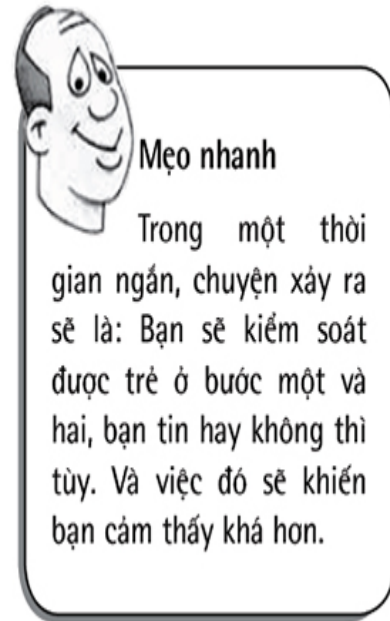 Mẹo nhanh
Trong một thời
gian ngắn, chuyện xảy ra
sẽ là: Bạn sẽ kiểm soát
được trẻ ở bước một và
hai, bạn tin hay không thì
tùy. Và việc đó sẽ khiến
bạn cảm thấy khá hơn.